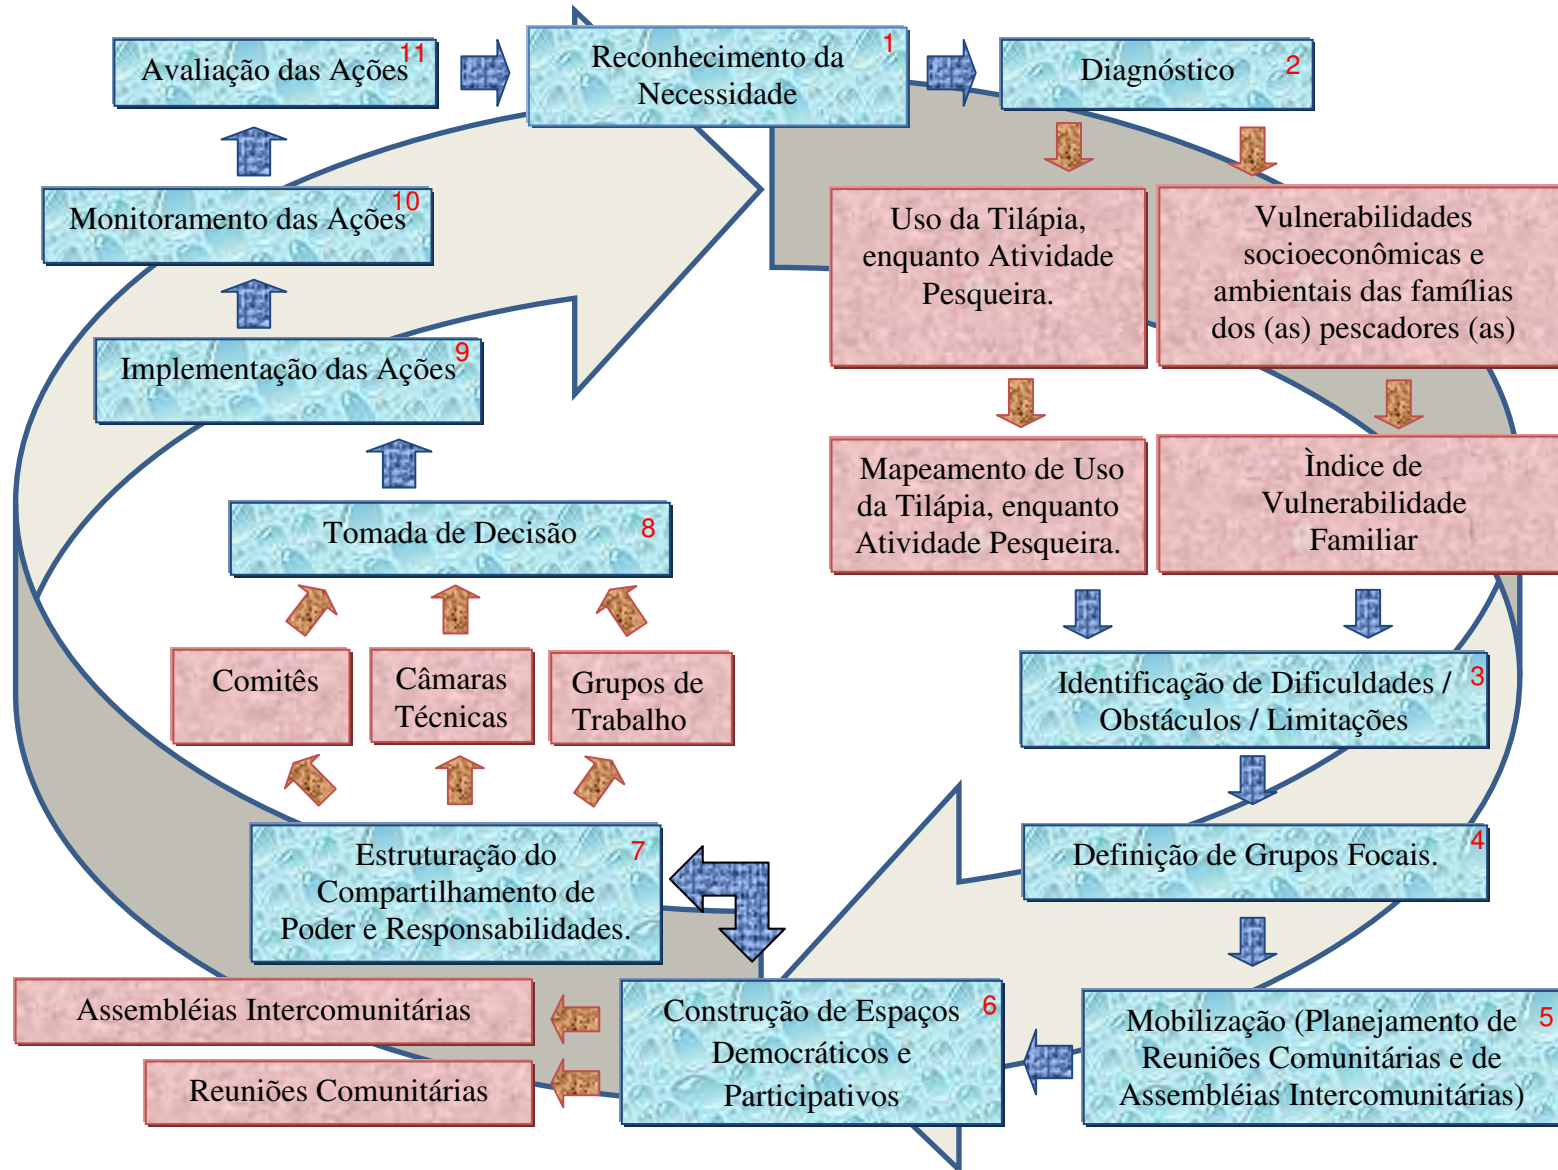 Avaliação das Ações 11
Reconhecimento da 1
Necessidade
Diagnóstico 2
Monitoramento das Ações 10
Uso da Tilápia,
enquanto Atividade
Pesqueira.
Vulnerabilidades
socioeconômicas e
ambientais das famílias
dos (as) pescadores (as)
Implementação das Ações 9
Mapeamento de Uso
da Tilápia, enquanto
Atividade Pesqueira.
Ìndice de
Vulnerabilidade
Familiar
Tomada de Decisão 8
Comitês
Câmaras
Técnicas
Grupos de
Trabalho
Identificação de Dificuldades / 3
Obstáculos / Limitações
Estruturação do 7
Compartilhamento de
Poder e Responsabilidades.
Definição de Grupos Focais. 4
Assembléias Intercomunitárias
Reuniões Comunitárias
Construção de Espaços 6
Democráticos e
Participativos
Mobilização (Planejamento de 5
Reuniões Comunitárias e de
Assembléias Intercomunitárias)